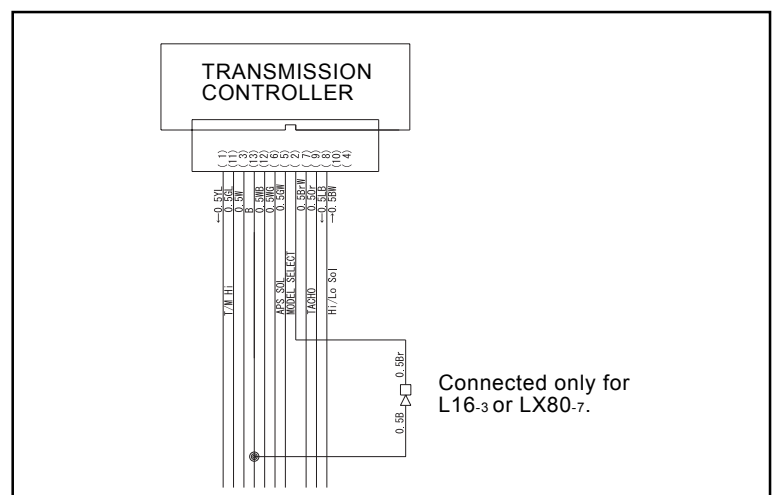 TRANSMISSION
CONTROLLER
(1)
(11)
(3)
(13)
(12)
(6)
(5)
(2)
(7)
(9)
(8)
(10)
(4)
←0.5YL
0.5GL
0.5W
B
0.5WB
0.5WG
0.5GW
0.5BrW
0.5Or
←0.5LB
→0.5BW
T/M Hi
APS SOL
MODEL SELECT
TACHO
Hi/Lo Sol
0.5Br
0.5B
Connected only for
L16-3 or LX80-7.